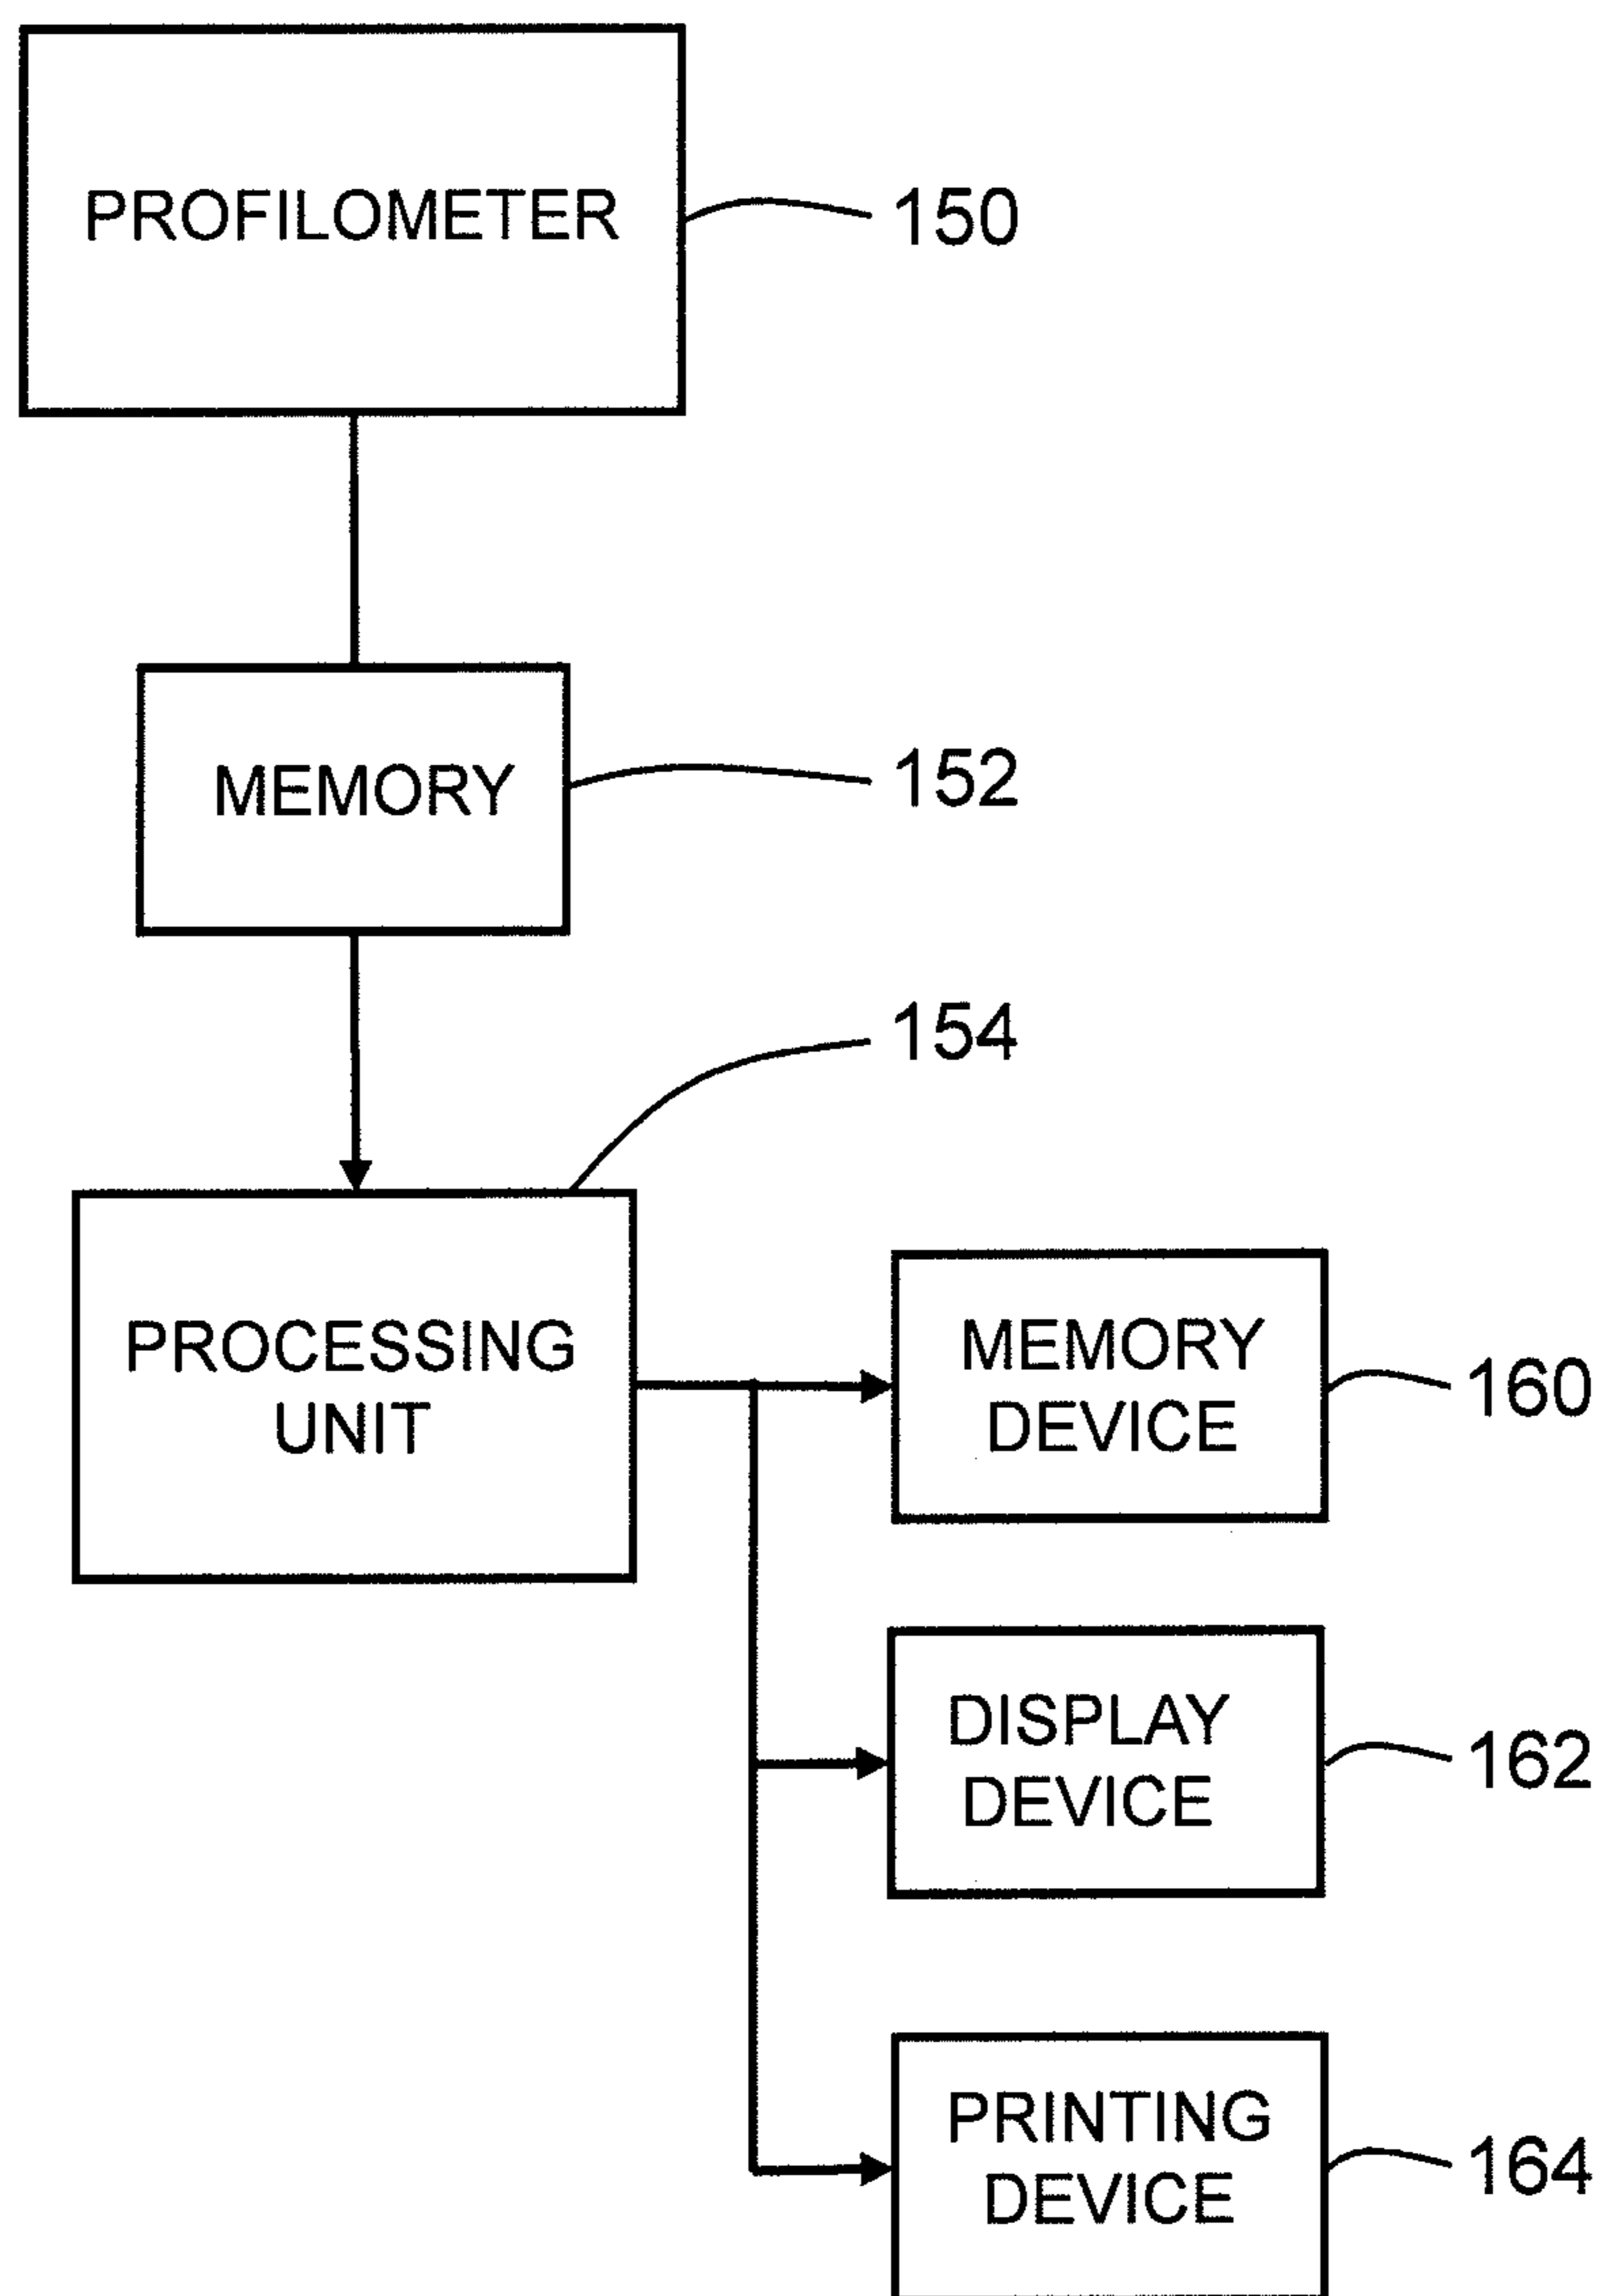 PROFILOMETER
150
MEMORY
152
154
PROCESSING
UNIT
MEMORY
DEVICE
160
DISPLAY
DEVICE
162
PRINTING
DEVICE
164